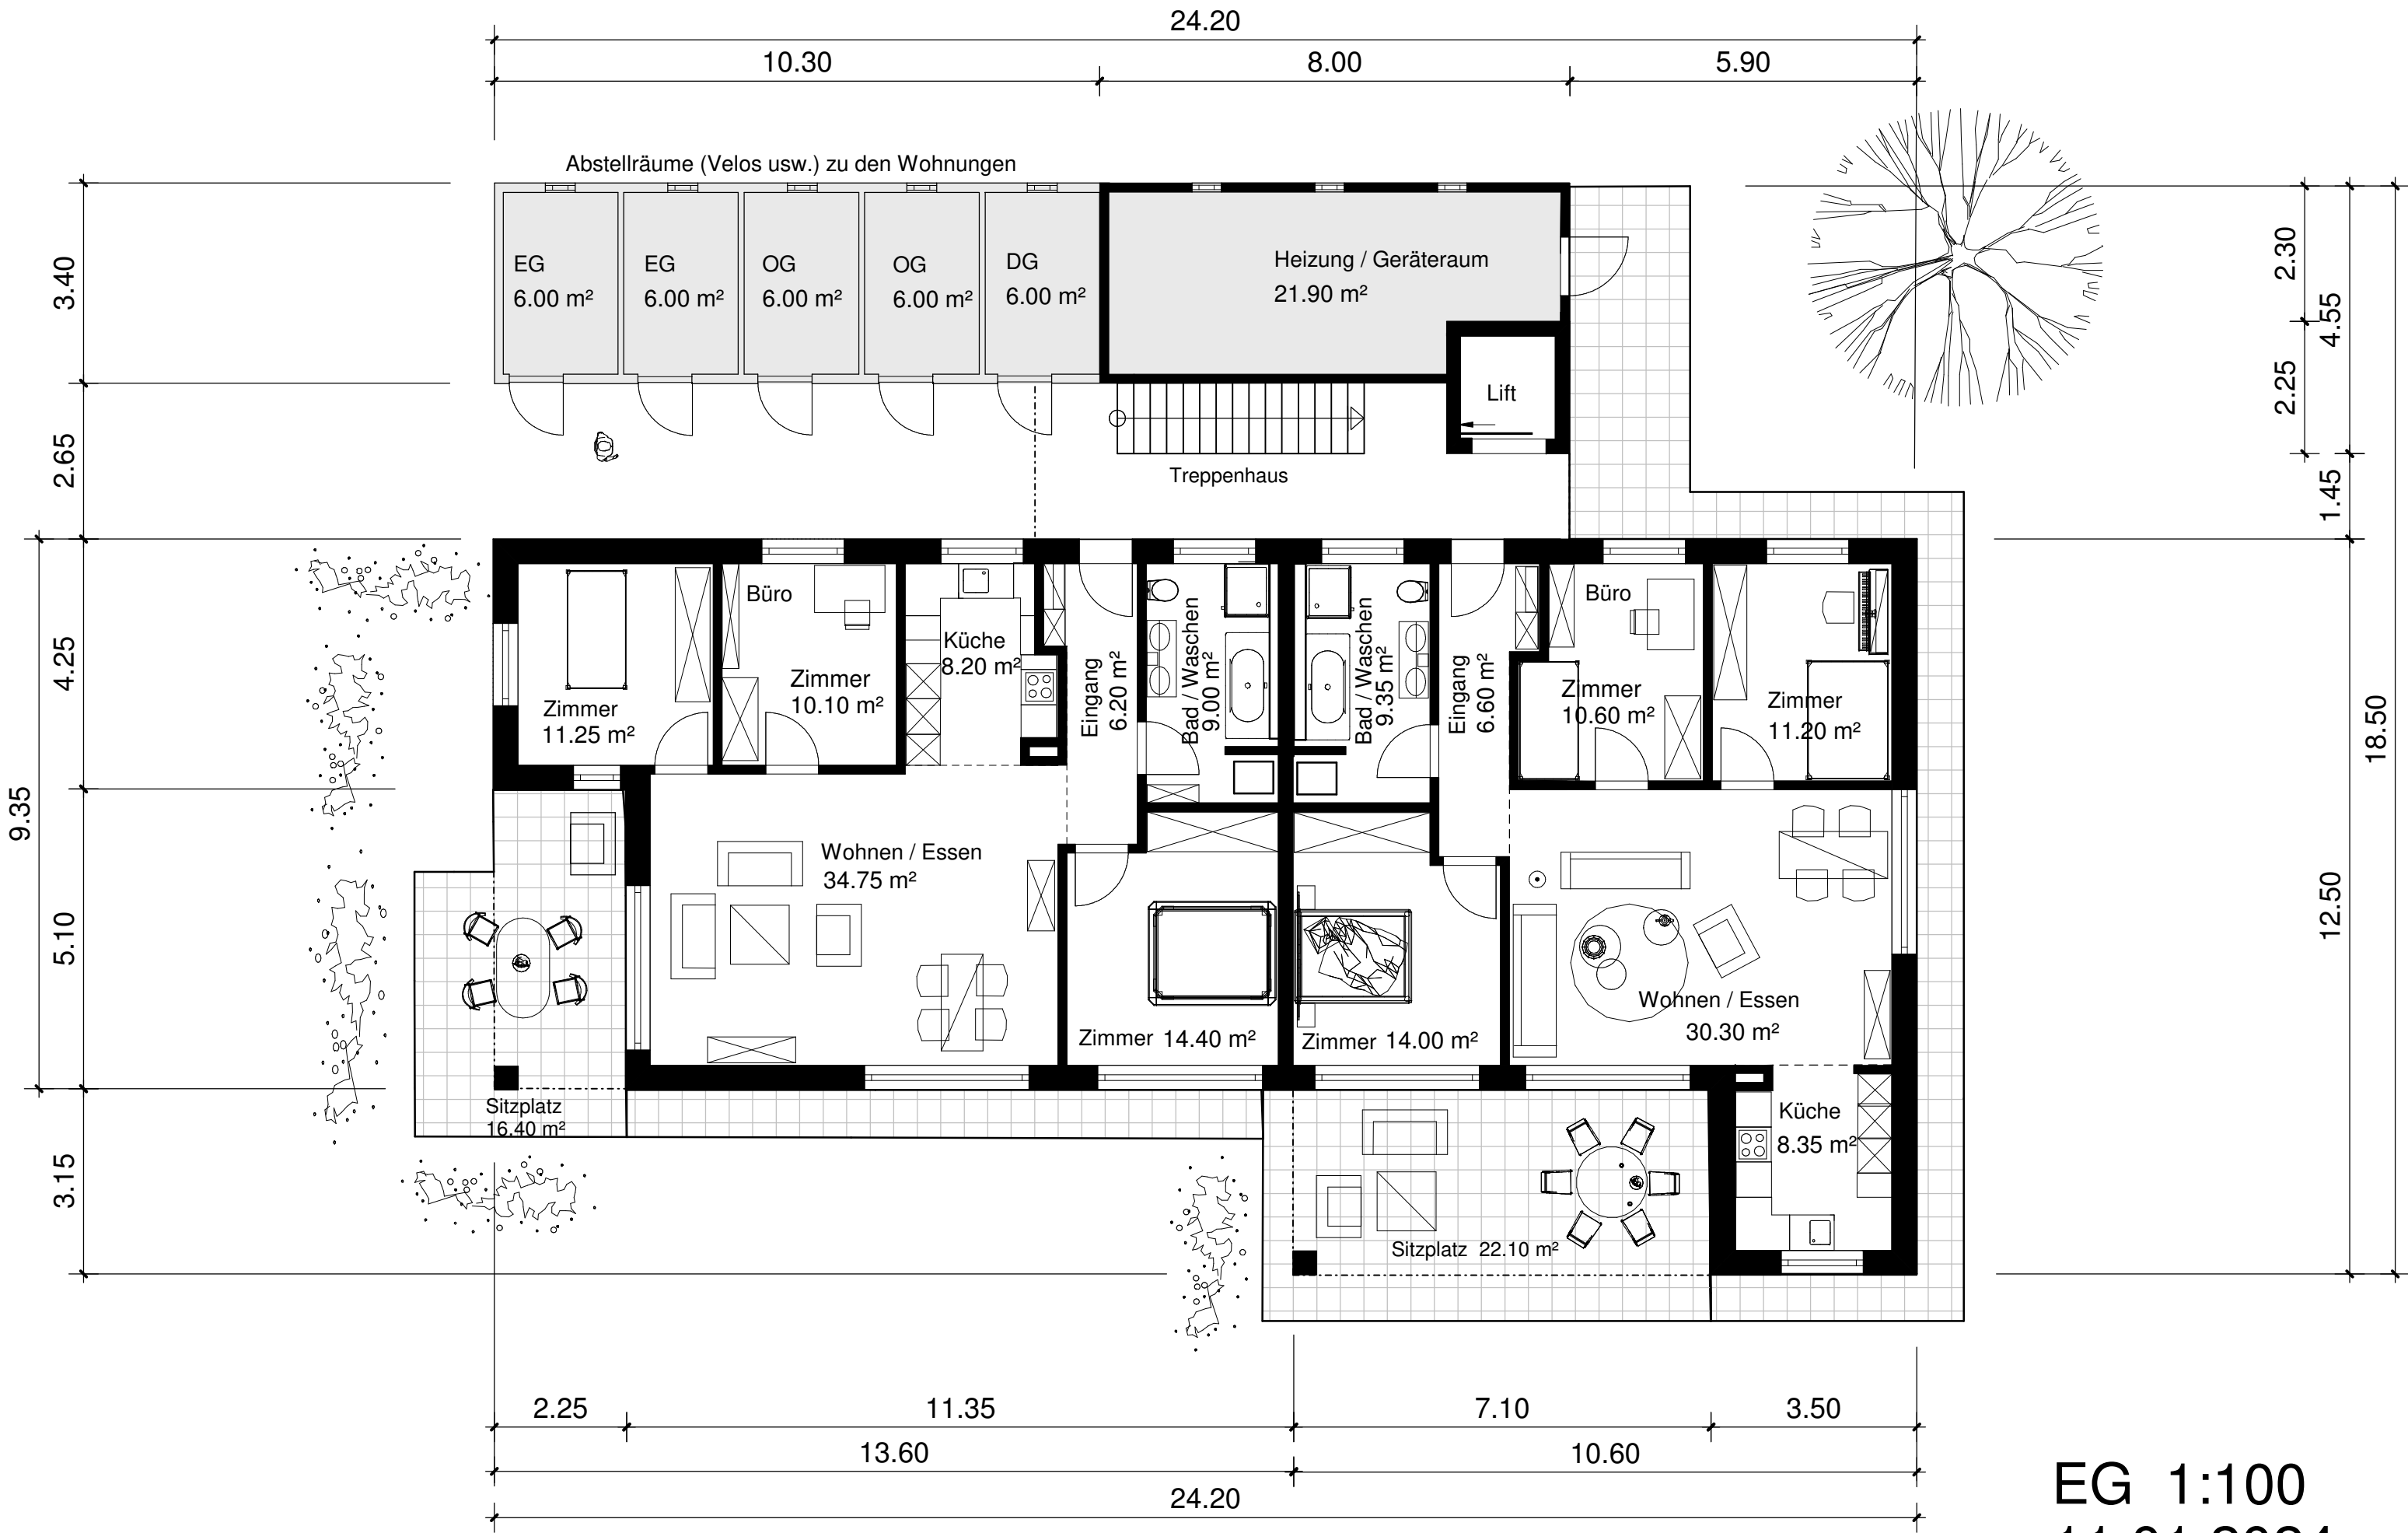 24.20
10.30
8.00
5.90
Abstellräume (Velos usw.) zu den Wohnungen
EG
6.00 m²
EG
6.00 m²
OG
6.00 m²
OG
6.00 m²
DG
6.00 m²
Heizung / Geräteraum
21.90 m²
Lift
Treppenhaus
3.40
2.65
4.25
9.35
5.10
3.15
2.30
4.55
2.25
1.45
18.50
12.50
Zimmer
11.25 m²
Büro
Zimmer
10.10 m²
Küche
8.20 m²
Eingang
6.20 m²
Bad / Waschen
9.00 m²
Bad / Waschen
9.35 m²
Eingang
6.60 m²
Büro
Zimmer
10.60 m²
Zimmer
11.20 m²
Wohnen / Essen
34.75 m²
Zimmer 14.40 m²
Zimmer 14.00 m²
Wohnen / Essen
30.30 m²
Sitzplatz
16.40 m²
Küche
8.35 m²
Sitzplatz 22.10 m²
2.25
11.35
7.10
3.50
13.60
10.60
24.20
EG 1:100